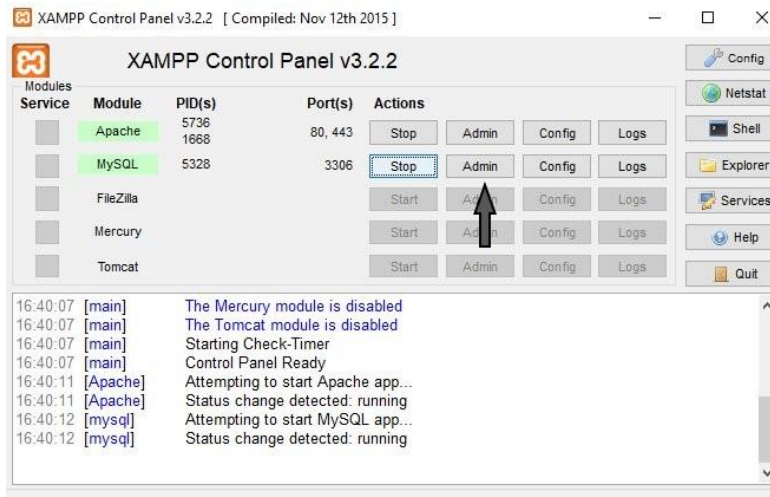 XAMPP Control Panel v3.2.2 [ Compiled: Nov 12th 2015 ]
XAMPP Control Panel v3.2.2
Config
Modules
Service Module PID(s) Port(s) Actions
Netstat
Apache 5736 1668 80, 443 Stop Admin Config Logs
Shell
MySQL 5328 3306 Stop Admin Config Logs
Explorer
FileZilla Start Admin Config Logs
Services
Mercury Start Admin Config Logs
Help
Tomcat Start Admin Config Logs
Quit
16:40:07 [main] The Mercury module is disabled
16:40:07 [main] The Tomcat module is disabled
16:40:07 [main] Starting Check-Timer
16:40:07 [main] Control Panel Ready
16:40:11 [Apache] Attempting to start Apache app...
16:40:11 [Apache] Status change detected: running
16:40:12 [mysql] Attempting to start MySQL app...
16:40:12 [mysql] Status change detected: running